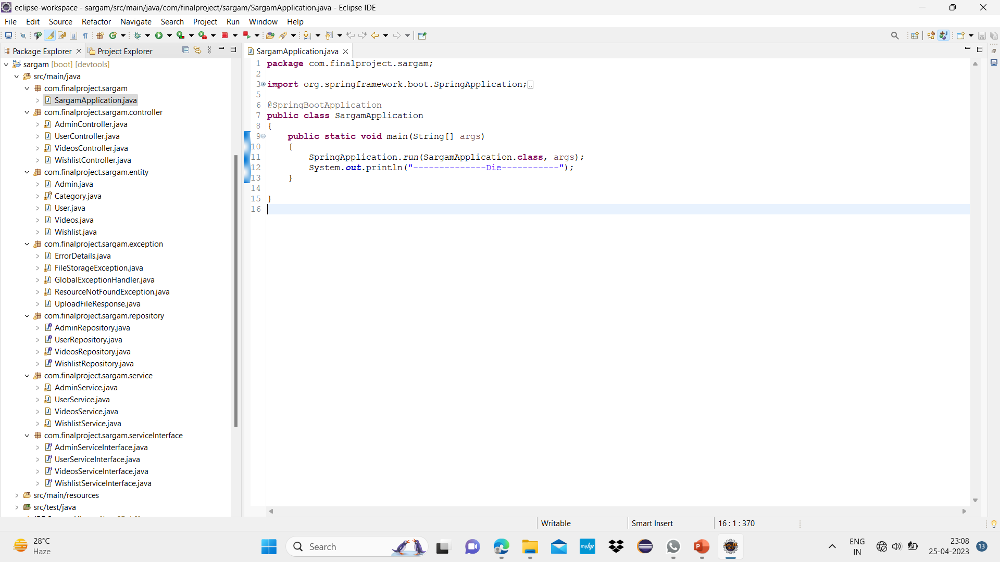 eclipse-workspace - sargam/src/main/java/com/finalproject/sargam/SargamApplication.java - Eclipse IDE
File Edit Source Refactor Navigate Search Project Run Window Help
Package Explorer Project Explorer
sargam [boot] [devtools]
src/main/java
com.finalproject.sargam
SargamApplication.java
com.finalproject.sargam.controller
AdminController.java
UserController.java
VideosController.java
WishlistController.java
com.finalproject.sargam.entity
Admin.java
Category.java
User.java
Videos.java
Wishlist.java
com.finalproject.sargam.exception
ErrorDetails.java
FileStorageException.java
GlobalExceptionHandler.java
ResourceNotFoundException.java
UploadFileResponse.java
com.finalproject.sargam.repository
AdminRepository.java
UserRepository.java
VideosRepository.java
WishlistRepository.java
com.finalproject.sargam.service
AdminService.java
UserService.java
VideosService.java
WishlistService.java
com.finalproject.sargam.serviceInterface
AdminServiceInterface.java
UserServiceInterface.java
VideosServiceInterface.java
WishlistServiceInterface.java
src/main/resources
src/test/java
SargamApplication.java
1 package com.finalproject.sargam;
2
3 import org.springframework.boot.SpringApplication;
5
6 @SpringBootApplication
7 public class SargamApplication
8 {
9 public static void main(String[] args)
10 {
11 SpringApplication.run(SargamApplication.class, args);
12 System.out.println("--------------Die-----------");
13 }
14
15 }
16
Writable Smart Insert 16 : 1 : 370
28°C
Haze
Search
myhp
ENG
IN
23:08
25-04-2023
13